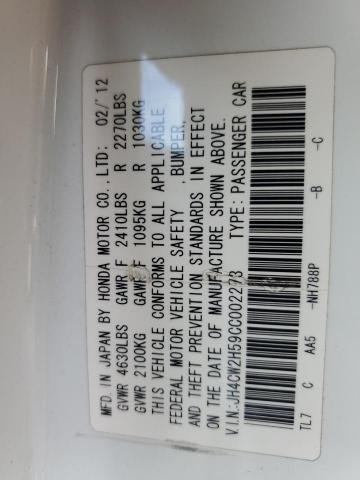 MFD. IN JAPAN BY HONDA MOTOR CO., LTD: 02/'12
GVWR 4630LBS GAWR F 2410LBS R 2270LBS
GVWR 2100KG GAWR F 1095KG R 1030KG
THIS VEHICLE CONFORMS TO ALL APPLICABLE
FEDERAL MOTOR VEHICLE SAFETY , BUMPER,
AND THEFT PREVENTION STANDARDS IN EFFECT
ON THE DATE OF MANUFACTURE SHOWN ABOVE.
V.I.N:JH4CW2H59CC002273 TYPE:PASSENGER CAR
TL7 C AA5 -NH788P -B -C